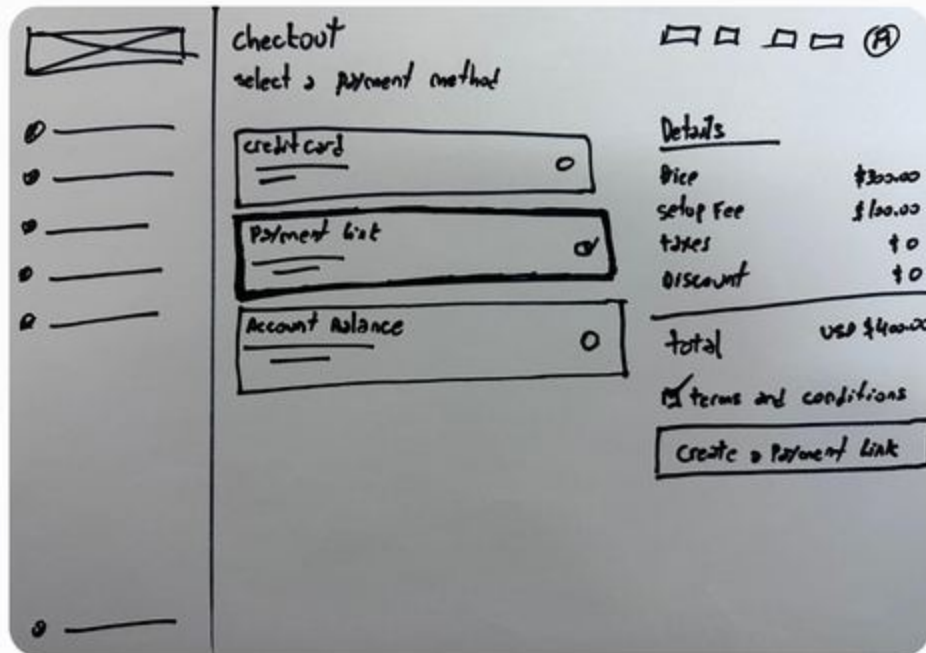 checkout
select a payment method
A
credit card
Payment Link
Account Balance
Details
Price $300.00
setup Fee $100.00
taxes $0
Discount $0
total USD $400.00
terms and conditions
Create a Payment Link